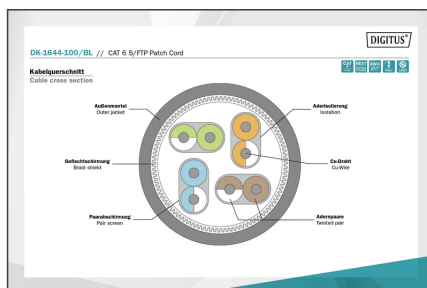 DIGITUS®
DK-1644-100/BL // CAT 6 S/FTP Patch Cord
Kabelquerschnitt
Cable cross section
Außenmantel
Outer jacket
Aderisolierung
Isolation
Geflechtschirmung
Braid shield
Cu-Draht
Cu-Wire
Paarabschirmung
Pair screen
Adernpaare
Twisted pair